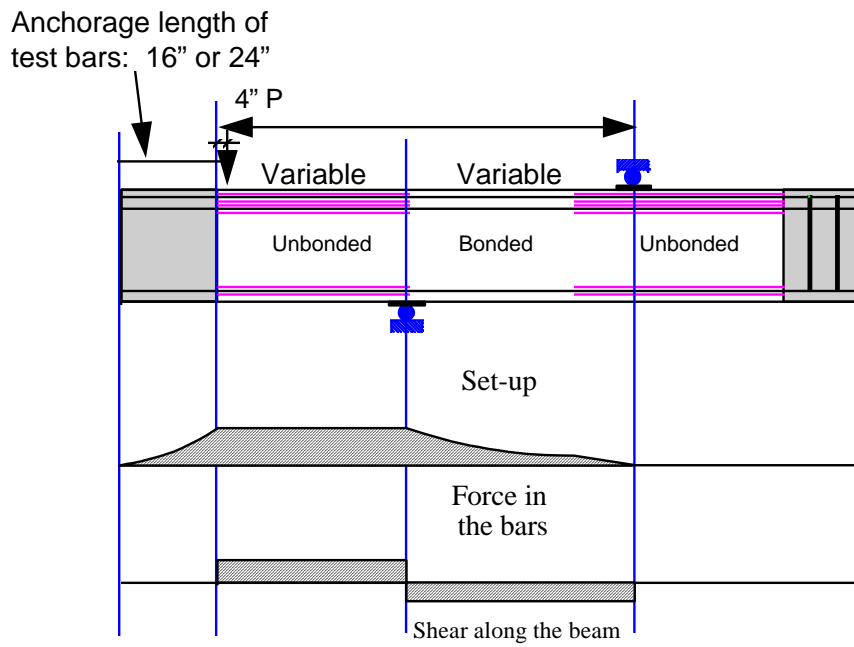 Anchorage length of
test bars:  16” or 24”
4” P
Variable
Variable
Unbonded
Bonded
Unbonded
Set-up
Force in
the bars
Shear along the beam